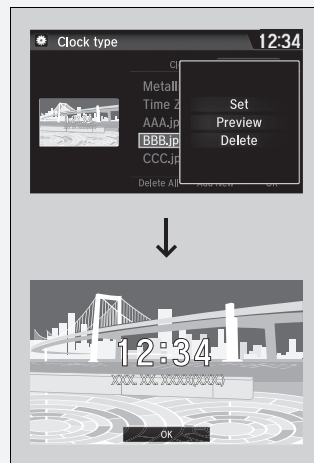 Clock type 12:34
Cl
Metall
Time Z
AAA.jp
BBB.jp
CCC.jp
Set
Preview
Delete
Delete All Add New OK
12:34
XXX. XX. XXXX(XXX.)
OK